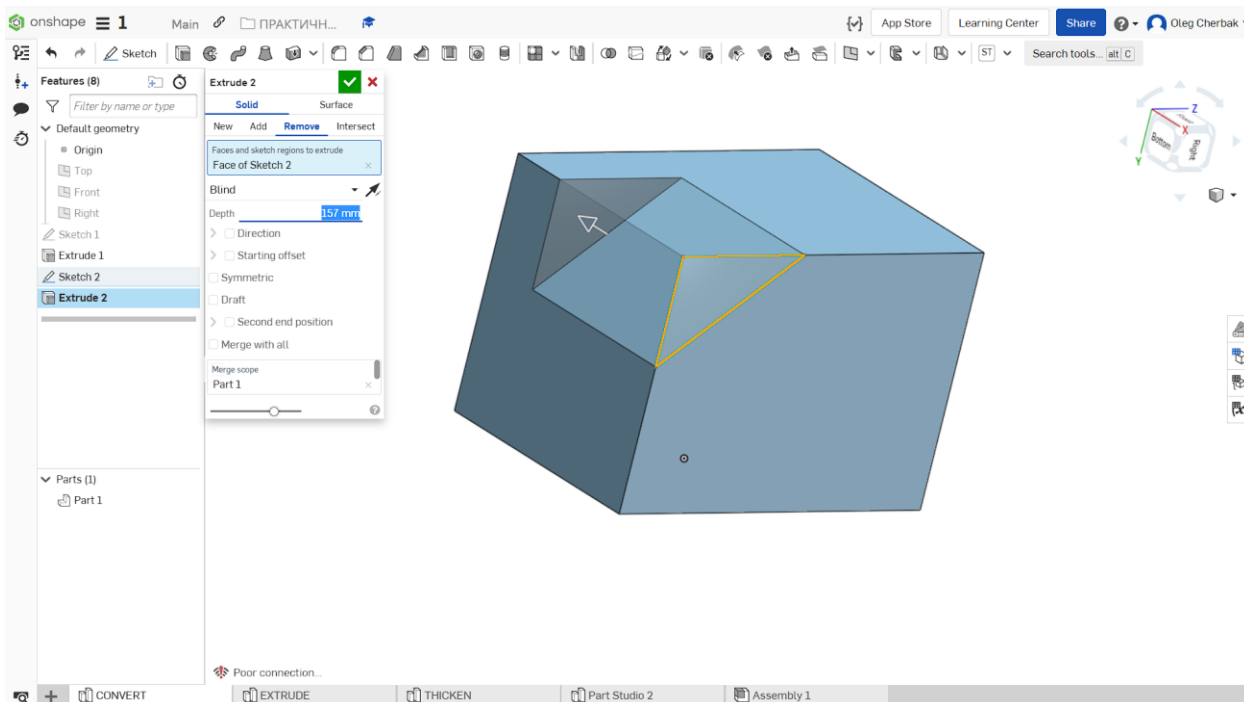 onshape 1 Main ПРАКТИЧН... App Store Learning Center Share Oleg Cherbak
Sketch ST Search tools... alt C
Features (8)
Filter by name or type
Default geometry
Origin
Top
Front
Right
Sketch 1
Extrude 1
Sketch 2
Extrude 2
Parts (1)
Part 1
Extrude 2
Solid Surface
New Add Remove Intersect
Faces and sketch regions to extrude
Face of Sketch 2
Blind
Depth 157 mm
Direction
Starting offset
Symmetric
Draft
Second end position
Merge with all
Merge scope
Part 1
Z
X
Y
Bottom
Right
Poor connection...
CONVERT EXTRUDE THICKEN Part Studio 2 Assembly 1